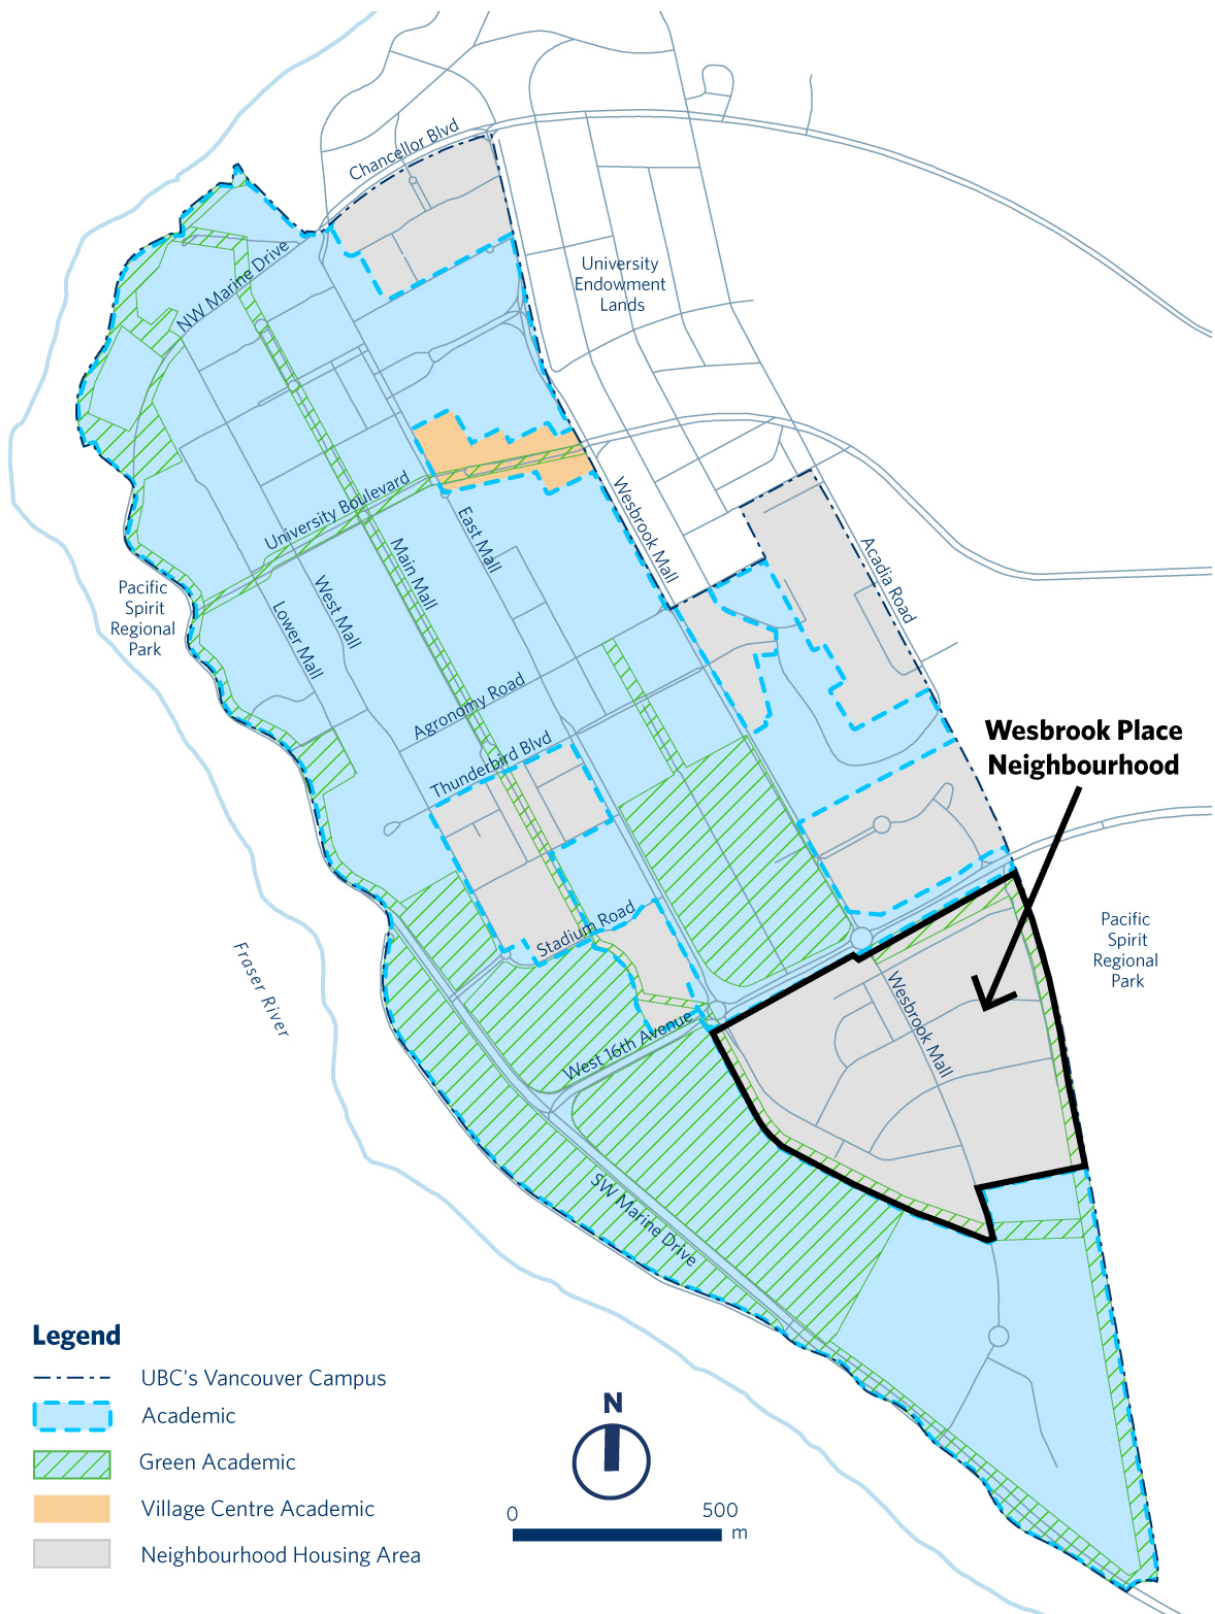 Chancellor Blvd
NW Marine Drive
University
Endowment
Lands
University Boulevard
East Mall
Wesbrook Mall
Main Mall
Acadia Road
West Mall
Lower Mall
Pacific
Spirit
Regional
Park
Agronomy Road
Thunderbird Blvd
Wesbrook Place
Neighbourhood
Stadium Road
Pacific
Spirit
Regional
Park
Fraser River
Wesbrook Mall
West 16th Avenue
SW Marine Drive
Legend
UBC's Vancouver Campus
Academic
Green Academic
Village Centre Academic
Neighbourhood Housing Area
N
0 500
m